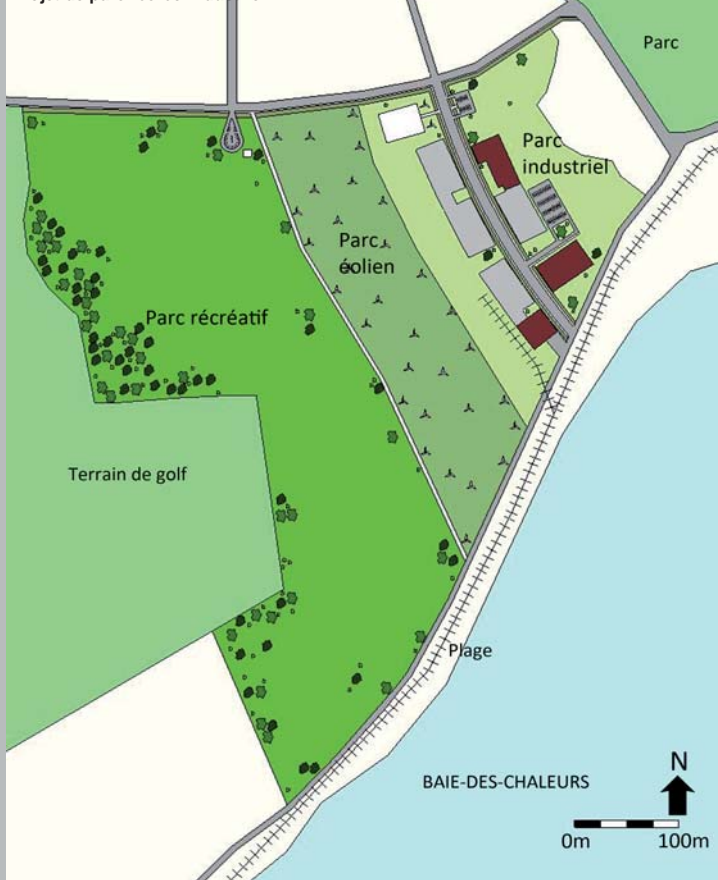 Parc
Parc
industriel
Parc
éolien
Parc récréatif
Terrain de golf
Plage
BAIE-DES-CHALEURS
N
0m 100m